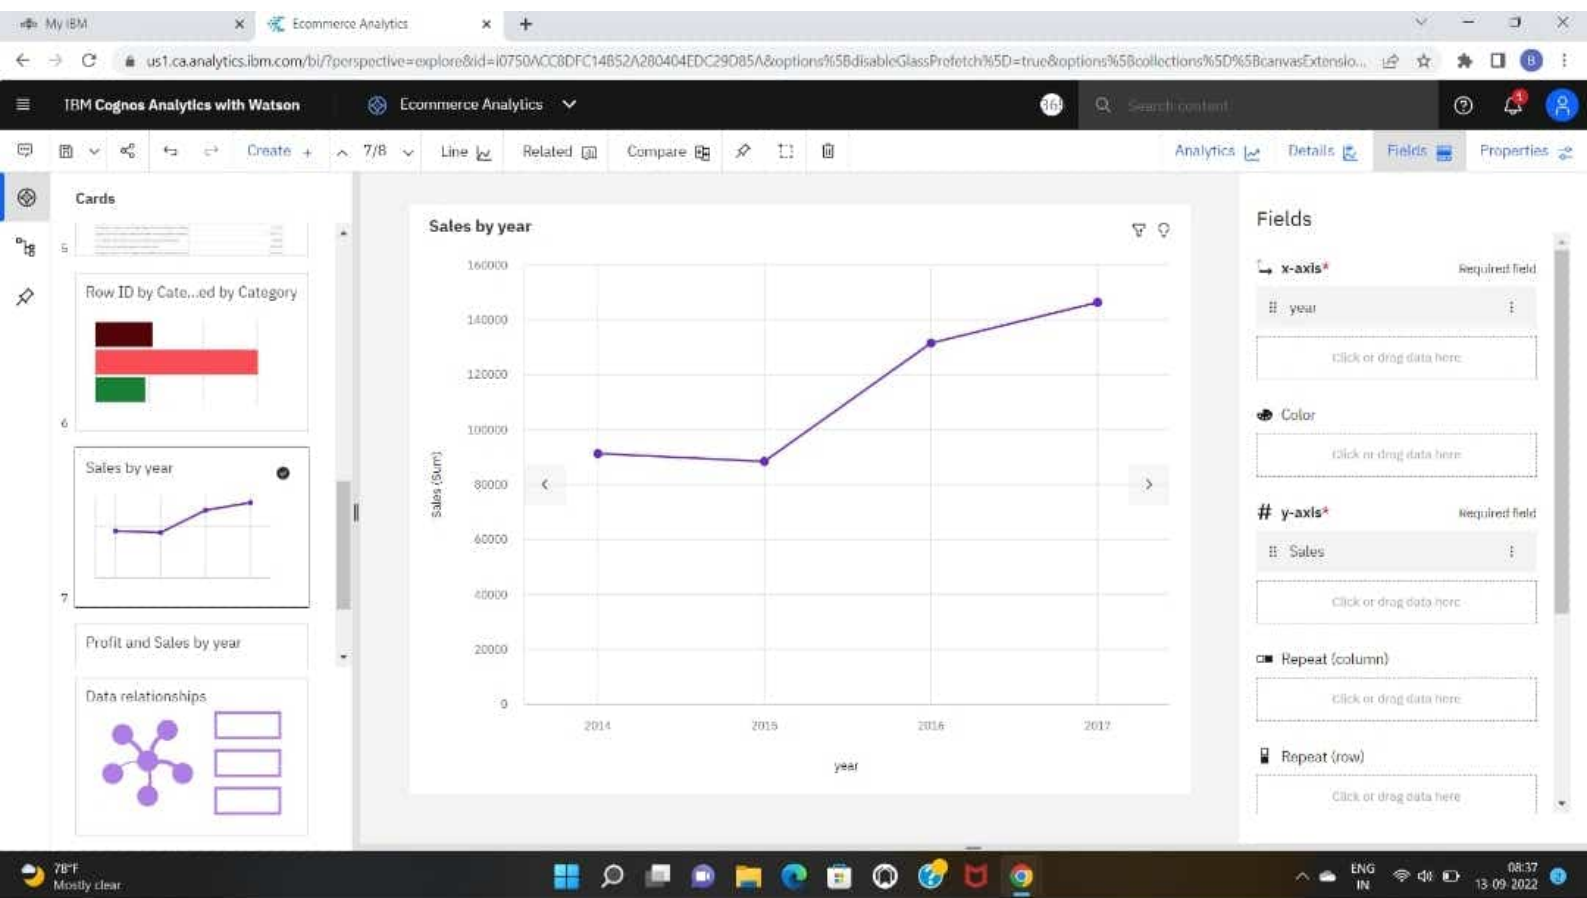 My IBM
Ecommerce Analytics
us1.ca.analytics.ibm.com/bi/?perspective=explore&id=i0750ACC8DFC14B52A280404EDC29D85A&options%5BdisableGlassPrefetch%5D=true&options%5Bcollections%5D%5BcanvasExtensio...
B
IBM Cognos Analytics with Watson
Ecommerce Analytics
Search content
1
Create +
7/8
Line
Related
Compare
Analytics
Details
Fields
Properties
Cards
5
Row ID by Cate...ed by Category
6
Sales by year
7
Profit and Sales by year
Data relationships
Sales by year
160000
140000
120000
100000
80000
60000
40000
20000
0
Sales (Sum)
2014
2015
2016
2017
year
Fields
x-axis*
Required field
year
Click or drag data here
Color
Click or drag data here
# y-axis*
Required field
Sales
Click or drag data here
Repeat (column)
Click or drag data here
Repeat (row)
Click or drag data here
78°F
Mostly clear
ENG
IN
08:37
13-09-2022